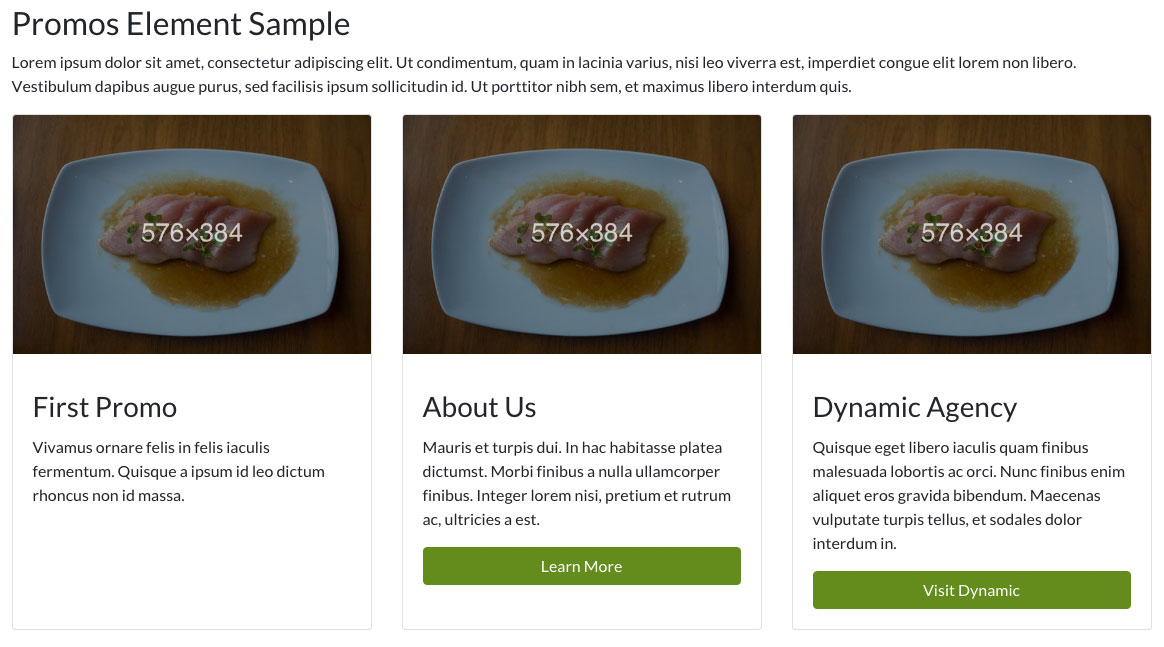 Promos Element Sample
Lorem ipsum dolor sit amet, consectetur adipiscing elit. Ut condimentum, quam in lacinia varius, nisi leo viverra est, imperdiet congue elit lorem non libero.
Vestibulum dapibus augue purus, sed facilisis ipsum sollicitudin id. Ut porttitor nibh sem, et maximus libero interdum quis.
576×384
576×384
576×384
First Promo
Vivamus ornare felis in felis iaculis
fermentum. Quisque a ipsum id leo dictum
rhoncus non id massa.
About Us
Mauris et turpis dui. In hac habitasse platea
dictumst. Morbi finibus a nulla ullamcorper
finibus. Integer lorem nisi, pretium et rutrum
ac, ultricies a est.
Learn More
Dynamic Agency
Quisque eget libero iaculis quam finibus
malesuada lobortis ac orci. Nunc finibus enim
aliquet eros gravida bibendum. Maecenas
vulputate turpis tellus, et sodales dolor
interdum in.
Visit Dynamic